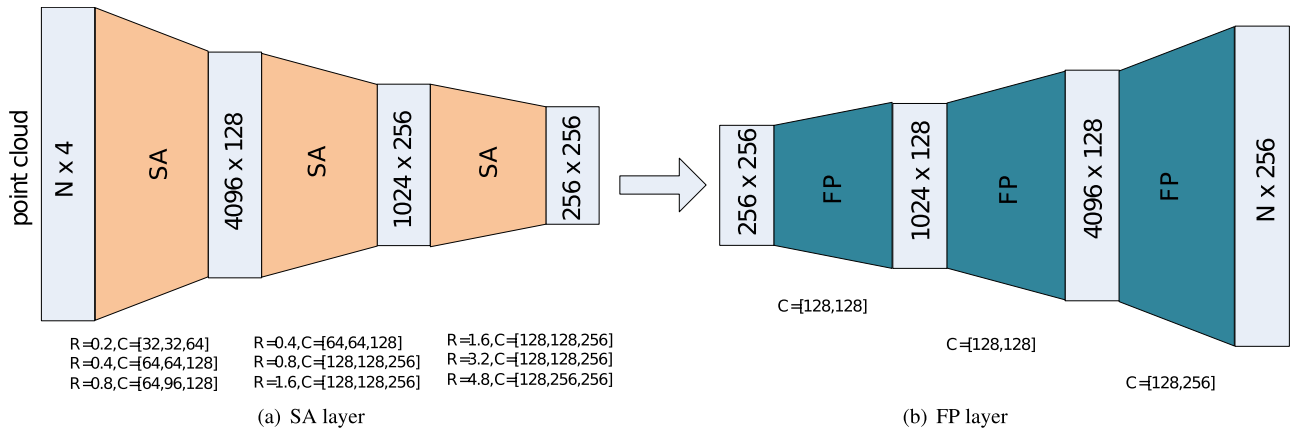 point cloud
N x 4
SA
4096 x 128
SA
1024 x 256
SA
256 x 256
R=0.2,C=[32,32,64]
R=0.4,C=[64,64,128]
R=0.8,C=[64,96,128]
R=0.4,C=[64,64,128]
R=0.8,C=[128,128,256]
R=1.6,C=[128,128,256]
R=1.6,C=[128,128,256]
R=3.2,C=[128,128,256]
R=4.8,C=[128,256,256]
(a) SA layer
256 x 256
FP
1024 x 128
FP
4096 x 128
FP
N x 256
C=[128,128]
C=[128,128]
C=[128,256]
(b) FP layer